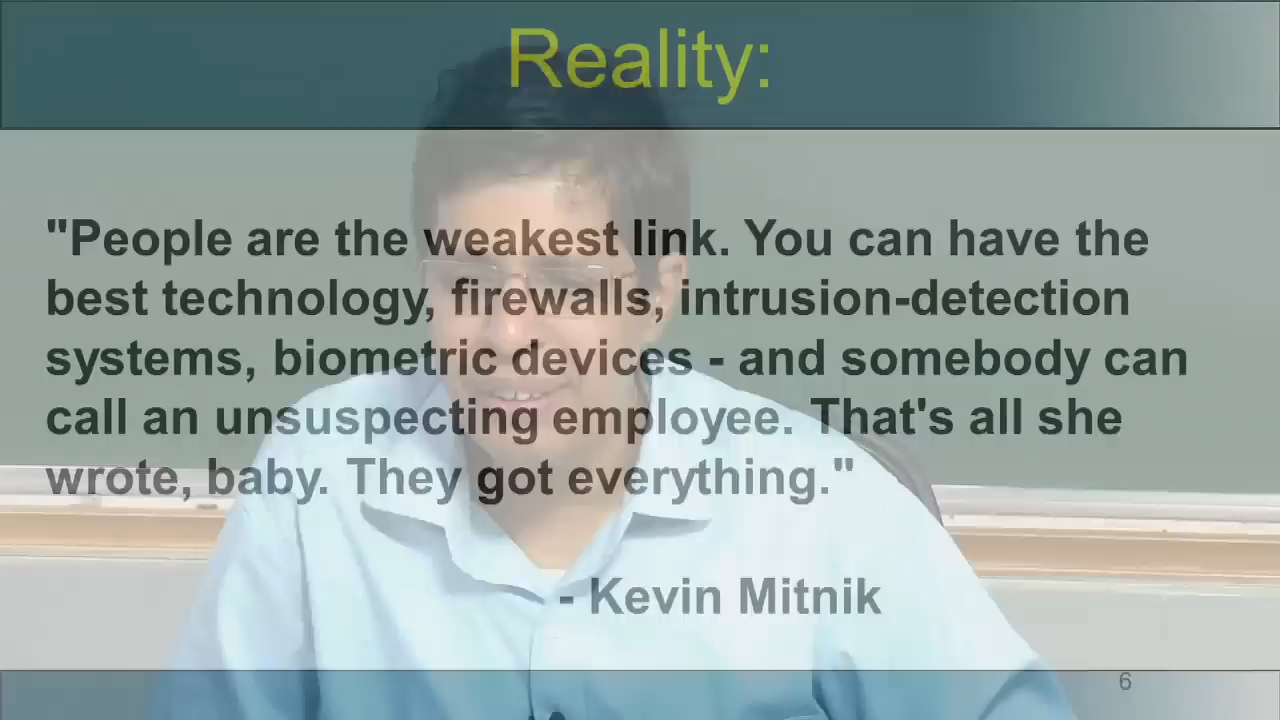 Reality:
"People are the weakest link. You can have the
best technology, firewalls, intrusion-detection
systems, biometric devices - and somebody can
call an unsuspecting employee. That's all she
wrote, baby. They got everything."
- Kevin Mitnik
6